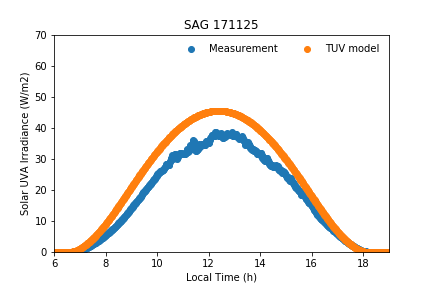 SAG 171125
Measurement
TUV model
Solar UVA Irradiance (W/m2)
70
60
50
40
30
20
10
0
6 8 10 12 14 16 18
Local Time (h)